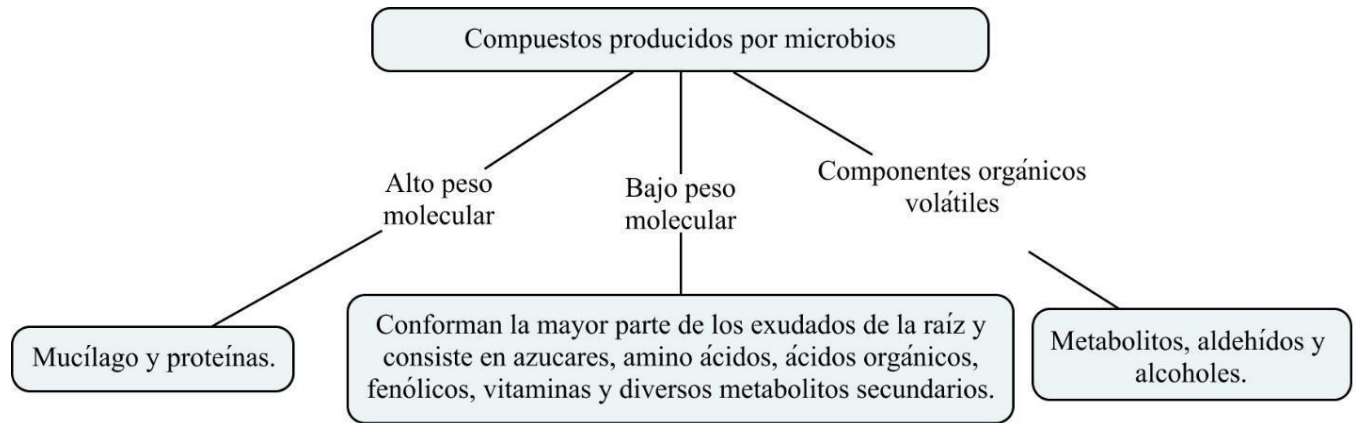 Compuestos producidos por microbios
Alto peso
molecular
Bajo peso
molecular
Componentes orgánicos
volátiles
Mucílago y proteínas.
Conforman la mayor parte de los exudados de la raíz y
consiste en azucares, amino ácidos, ácidos orgánicos,
fenólicos, vitaminas y diversos metabolitos secundarios.
Metabolitos, aldehídos y
alcoholes.